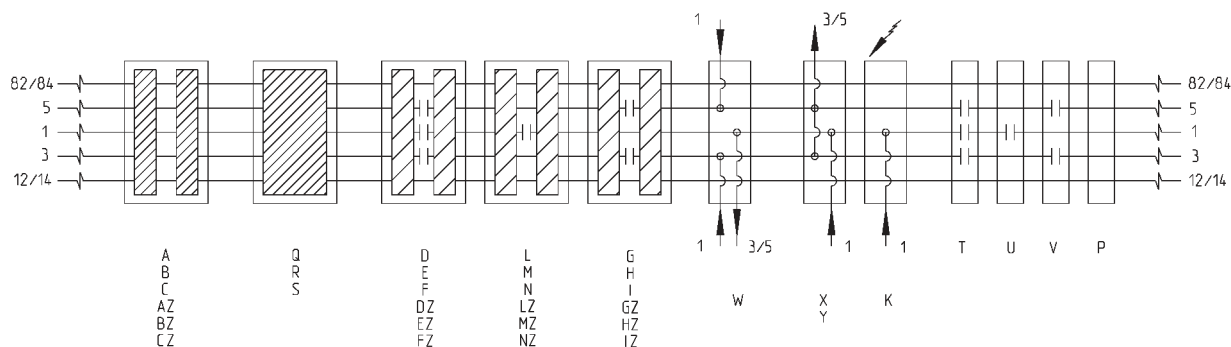 1
3/5
82/84
82/84
5
5
1
1
3
3
12/14
12/14
1
3/5
1
1
T
U
V
P
A
B
C
AZ
BZ
CZ
Q
R
S
D
E
F
DZ
EZ
FZ
L
M
N
LZ
MZ
NZ
G
H
I
GZ
HZ
IZ
W
X
Y
K